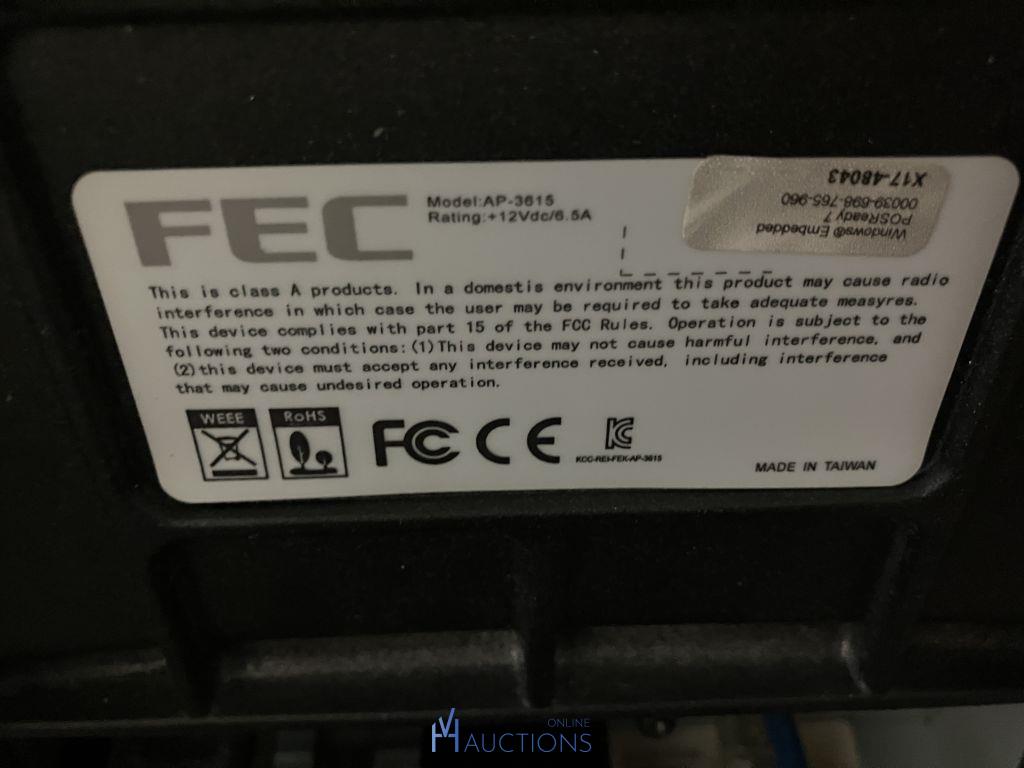 FEC
Model:AP-3615
Rating:+12Vdc/6.5A
Windows® Embedded
POSReady 7
00039-698-765-960
X17-48043
This is class A products. In a domestis environment this product may cause radio
interference in which case the user may be required to take adequate measyres.
This device complies with part 15 of the FCC Rules. Operation is subject to the
following two conditions:(1)This device may not cause harmful interference, and
(2)this device must accept any interference received, including interference
that may cause undesired operation.
WEEE
RoHS
FC CE
KC
KCC-REI-FEK-AP-3615
MADE IN TAIWAN
HV ONLINE
AUCTIONS